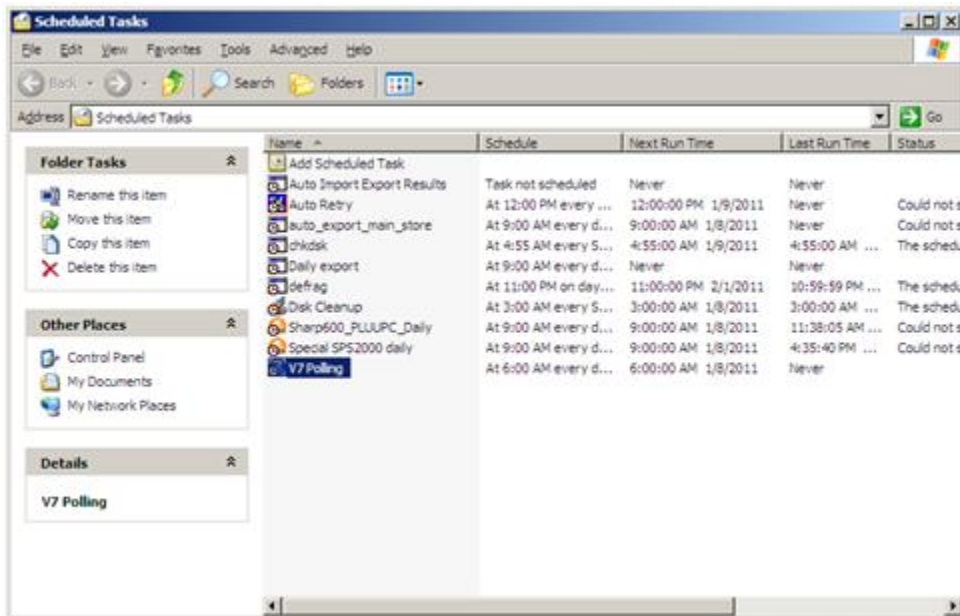 Scheduled Tasks
File Edit View Favorites Tools Advanced Help
Back Search Folders
Address Scheduled Tasks Go
Folder Tasks
Rename this item
Move this item
Copy this item
Delete this item
Other Places
Control Panel
My Documents
My Network Places
Details
V7 Polling
Name Schedule Next Run Time Last Run Time Status
Add Scheduled Task
Auto Import Export Results Task not scheduled Never Never
Auto Retry At 12:00 PM every ... 12:00:00 PM 1/9/2011 Never Could not s
auto_export_main_store At 9:00 AM every d... 9:00:00 AM 1/8/2011 Never Could not s
chkdsk At 4:55 AM every S... 4:55:00 AM 1/9/2011 4:55:00 AM ... The schedu
Daily export At 9:00 AM every d... Never Never
defrag At 11:00 PM on day... 11:00:00 PM 2/1/2011 10:59:59 PM ... The schedu
Disk Cleanup At 3:00 AM every S... 3:00:00 AM 1/8/2011 3:00:00 AM ... The schedu
Sharp600_PLUUPC_Daily At 9:00 AM every d... 9:00:00 AM 1/8/2011 11:38:05 AM ... Could not s
Special SPS2000 daily At 9:00 AM every d... 9:00:00 AM 1/8/2011 4:35:40 PM ... Could not s
V7 Polling At 6:00 AM every d... 6:00:00 AM 1/8/2011 Never